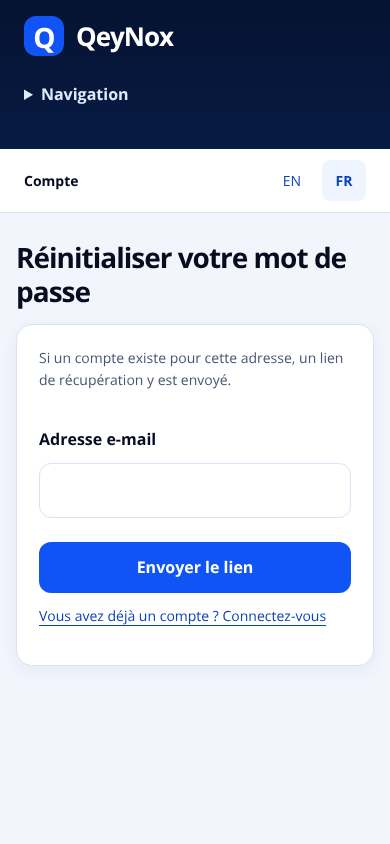 Q QeyNox
Navigation
Compte EN FR
Réinitialiser votre mot de
passe
Si un compte existe pour cette adresse, un lien
de récupération y est envoyé.
Adresse e-mail
Envoyer le lien
Vous avez déjà un compte ? Connectez-vous